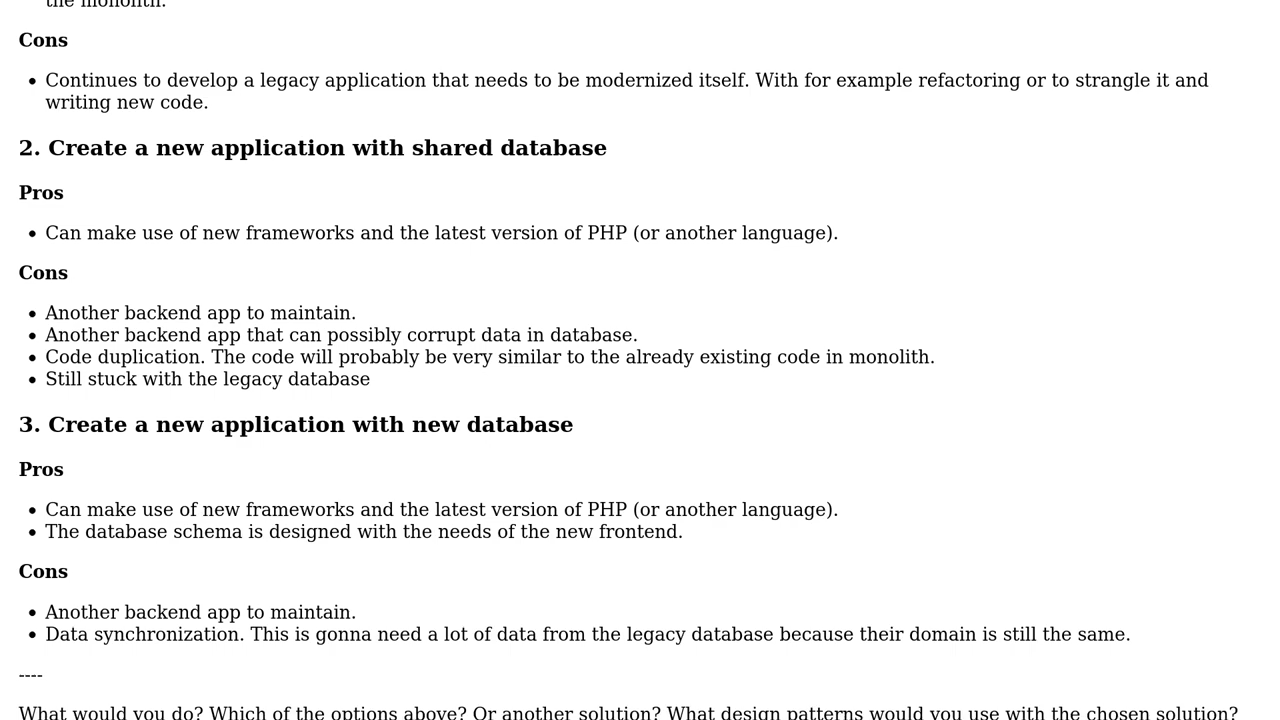 the monolith.
Cons
Continues to develop a legacy application that needs to be modernized itself. With for example refactoring or to strangle it and
writing new code.
2. Create a new application with shared database
Pros
Can make use of new frameworks and the latest version of PHP (or another language).
Cons
Another backend app to maintain.
Another backend app that can possibly corrupt data in database.
Code duplication. The code will probably be very similar to the already existing code in monolith.
Still stuck with the legacy database
3. Create a new application with new database
Pros
Can make use of new frameworks and the latest version of PHP (or another language).
The database schema is designed with the needs of the new frontend.
Cons
Another backend app to maintain.
Data synchronization. This is gonna need a lot of data from the legacy database because their domain is still the same.
----
What would you do? Which of the options above? Or another solution? What design patterns would you use with the chosen solution?